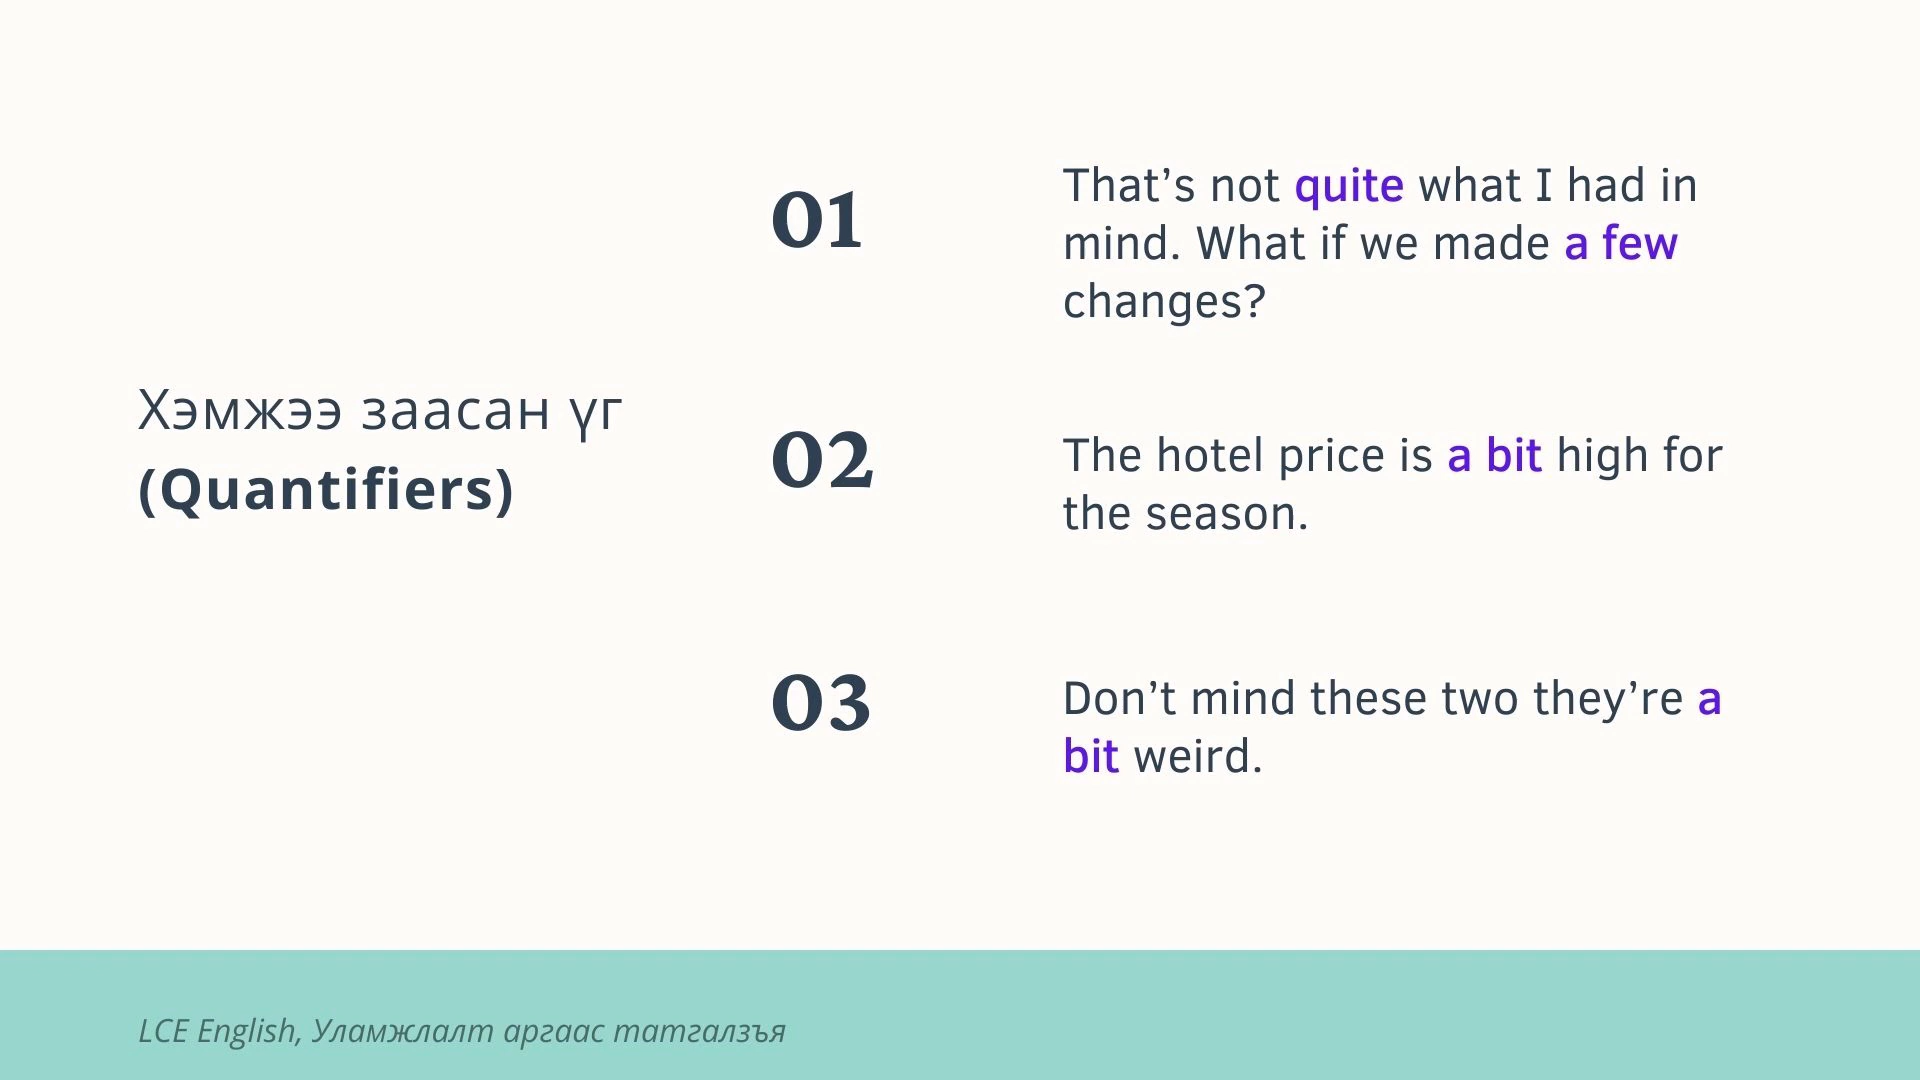 Хэмжээ заасан үг
(Quantifiers)
01
That’s not quite what I had in
mind. What if we made a few
changes?
02
The hotel price is a bit high for
the season.
03
Don’t mind these two they’re a
bit weird.
LCE English, Уламжлалт аргаас татгалзъя